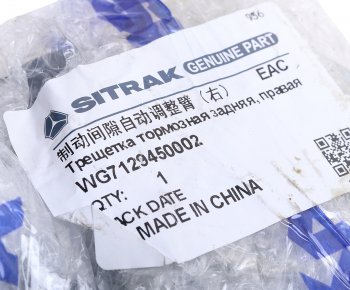 956
SITRAK GENUINE PART
EAC
制动间隙自动调整臂（右）
Трещетка тормозная задняя, правая
WG7129450002
QTY: 1
CK DATE
MADE IN CHINA